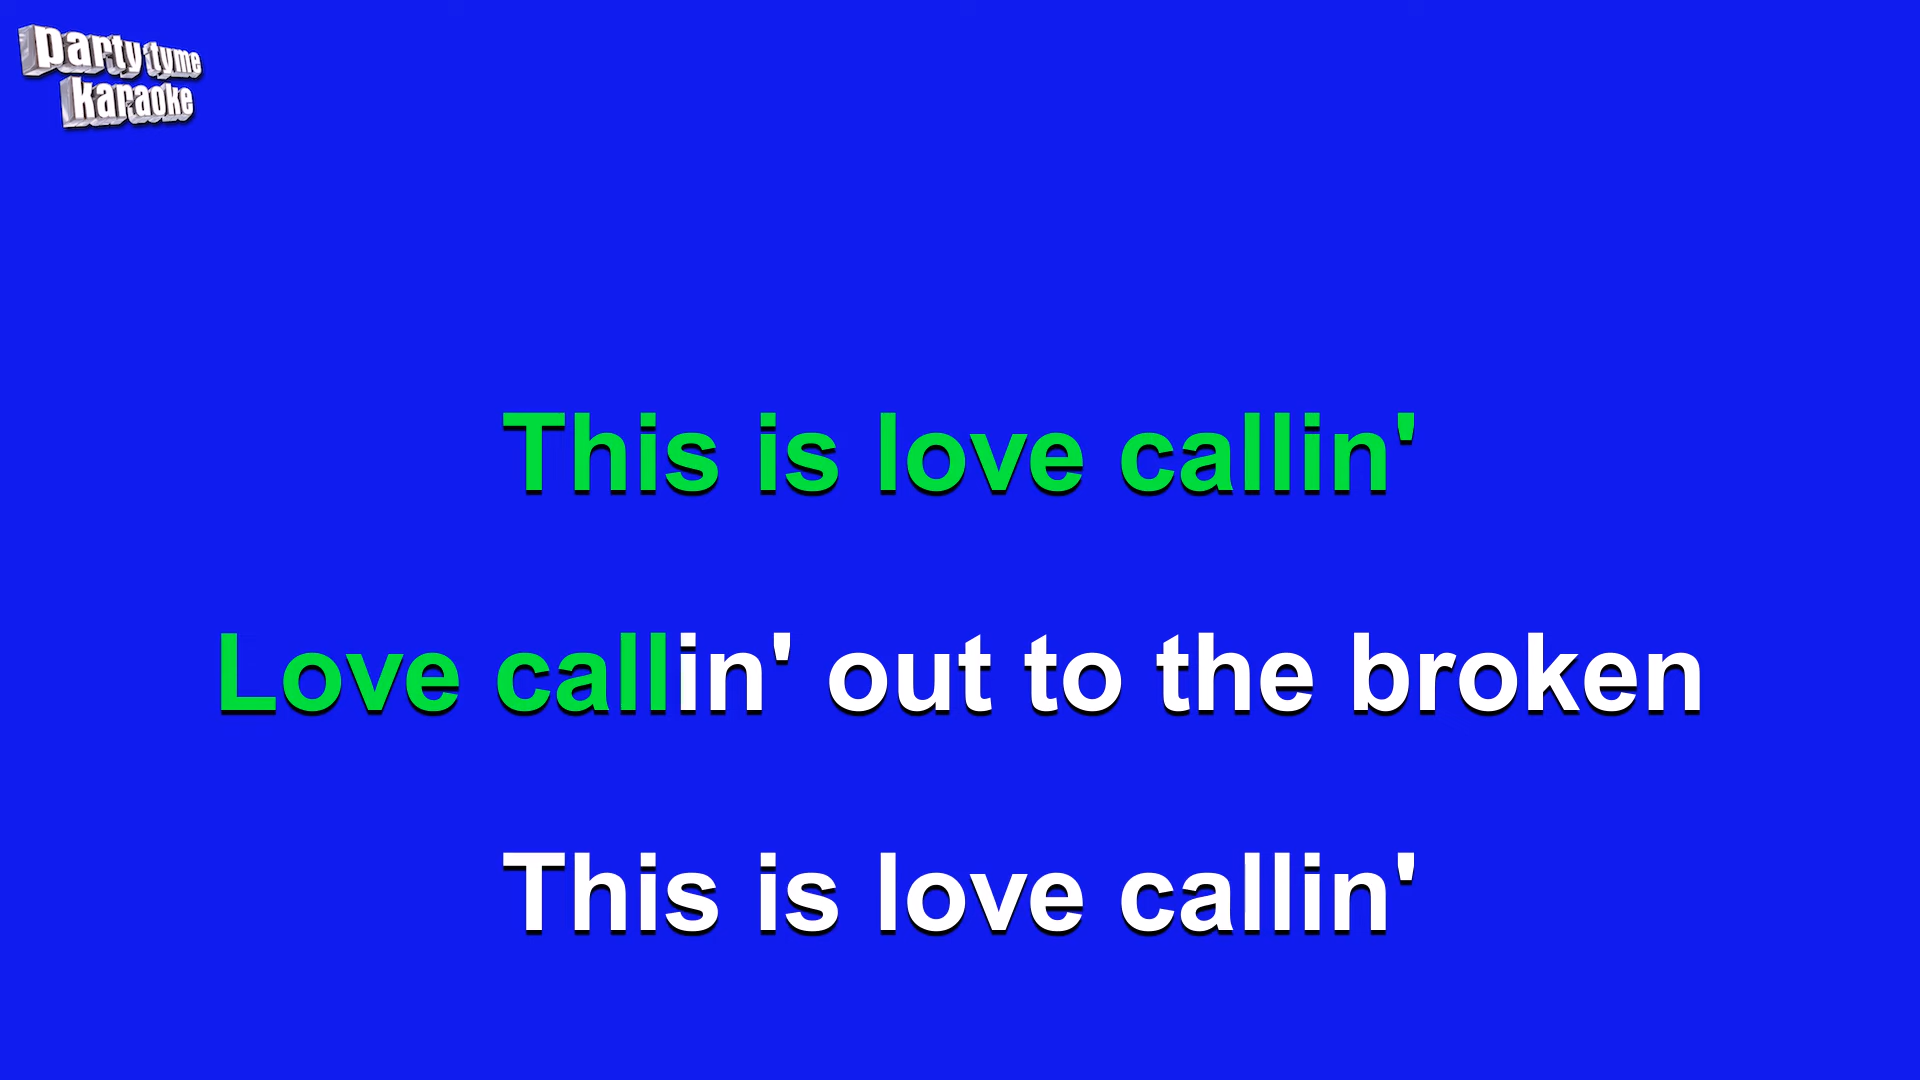 party tyme
karaoke
This is love callin'
Love callin' out to the broken
This is love callin'